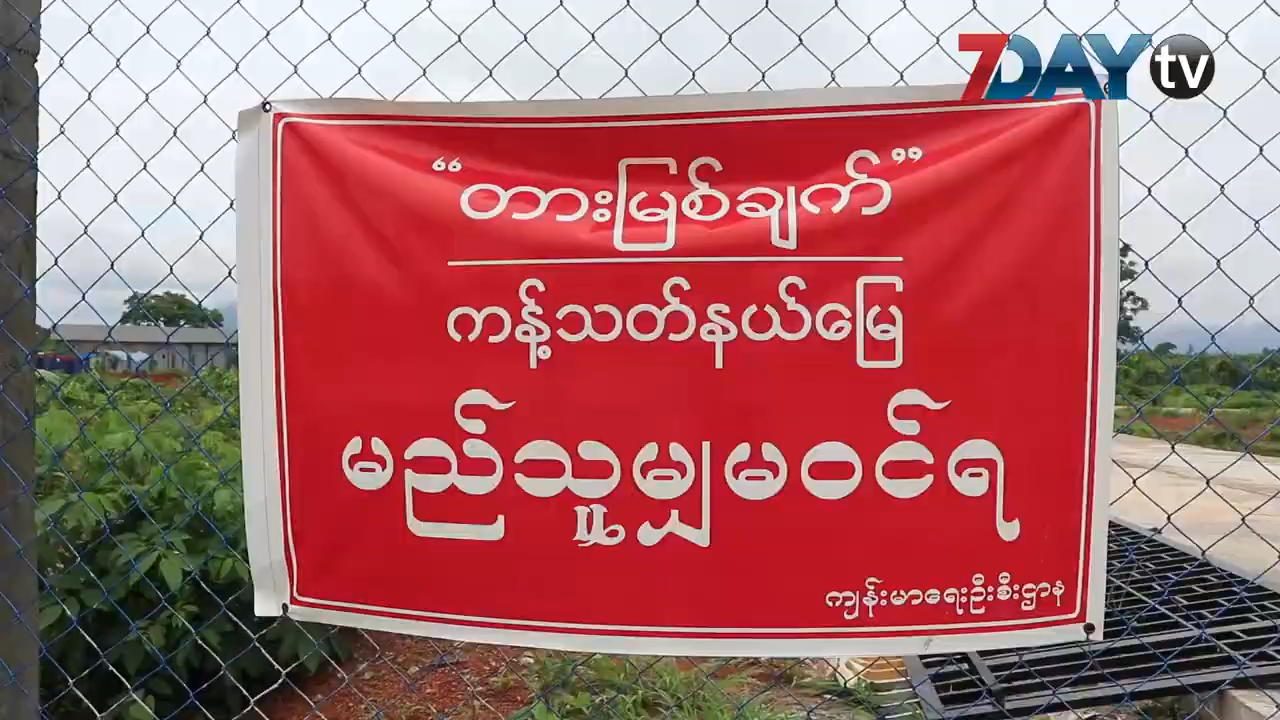 7DAY tv
“တားမြစ်ချက်”
ကန့်သတ်နယ်မြေ
မည်သူမျှမဝင်ရ
ကျန်းမာရေးဦးစီးဌာန